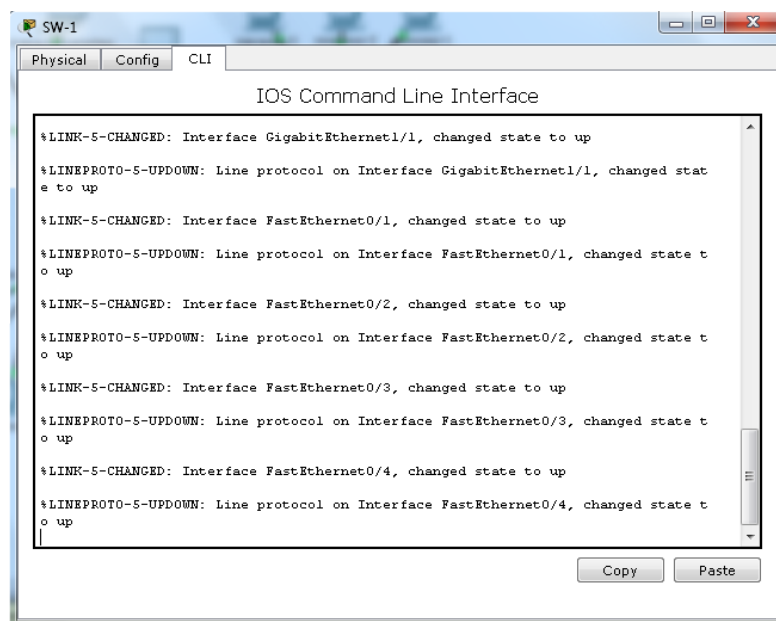 SW-1
Physical Config CLI
IOS Command Line Interface
%LINK-5-CHANGED: Interface GigabitEthernet1/1, changed state to up
%LINEPROTO-5-UPDOWN: Line protocol on Interface GigabitEthernet1/1, changed stat
e to up
%LINK-5-CHANGED: Interface FastEthernet0/1, changed state to up
%LINEPROTO-5-UPDOWN: Line protocol on Interface FastEthernet0/1, changed state t
o up
%LINK-5-CHANGED: Interface FastEthernet0/2, changed state to up
%LINEPROTO-5-UPDOWN: Line protocol on Interface FastEthernet0/2, changed state t
o up
%LINK-5-CHANGED: Interface FastEthernet0/3, changed state to up
%LINEPROTO-5-UPDOWN: Line protocol on Interface FastEthernet0/3, changed state t
o up
%LINK-5-CHANGED: Interface FastEthernet0/4, changed state to up
%LINEPROTO-5-UPDOWN: Line protocol on Interface FastEthernet0/4, changed state t
o up
Copy Paste